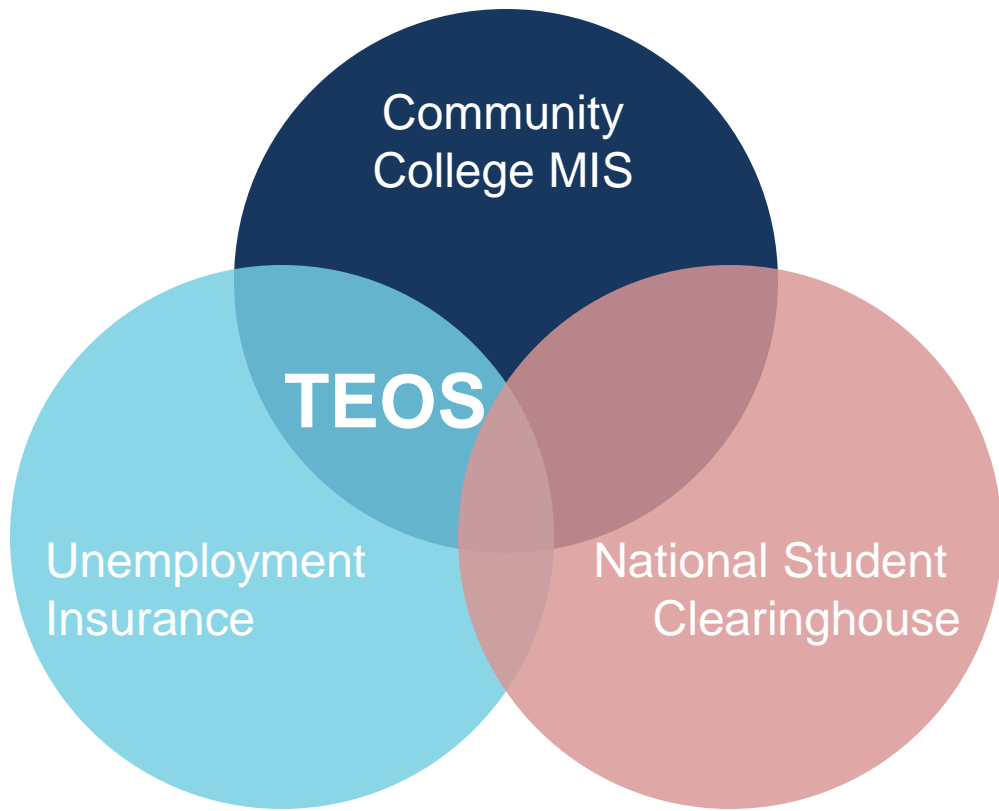 Community
College MIS
TEOS
Unemployment
Insurance
National Student
Clearinghouse